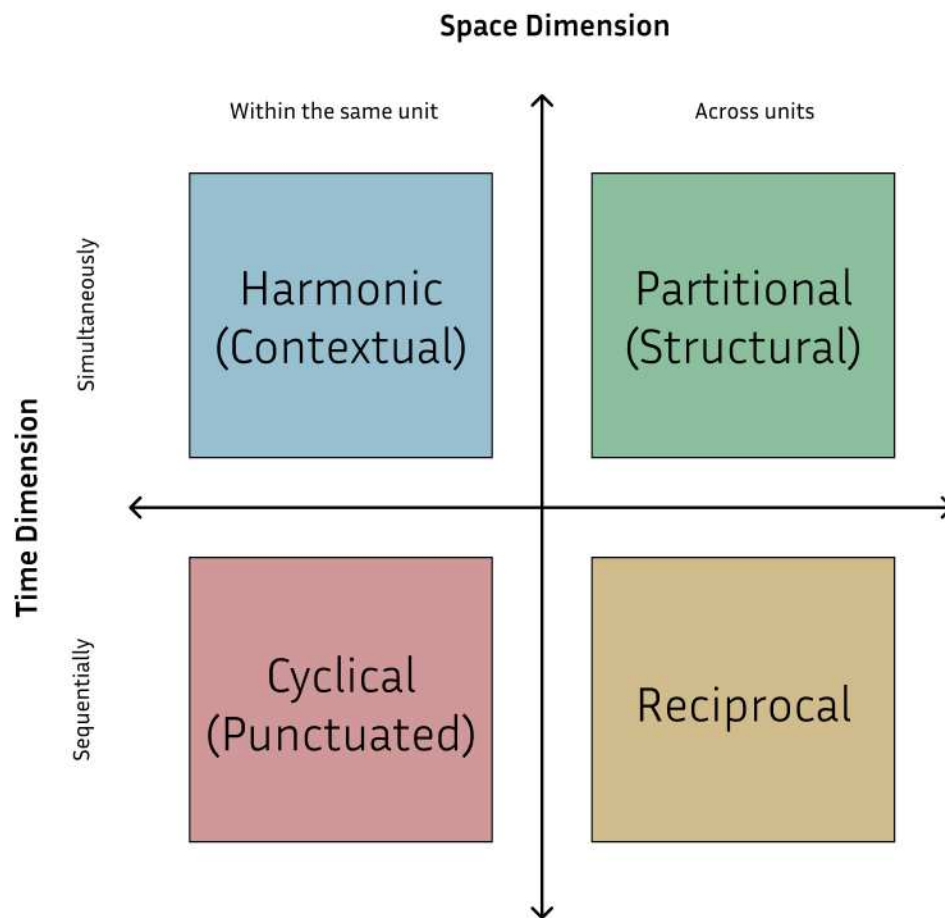 Space Dimension
Within the same unit
Across units
Time Dimension
Simultaneously
Harmonic
(Contextual)
Partitional
(Structural)
Sequentially
Cyclical
(Punctuated)
Reciprocal